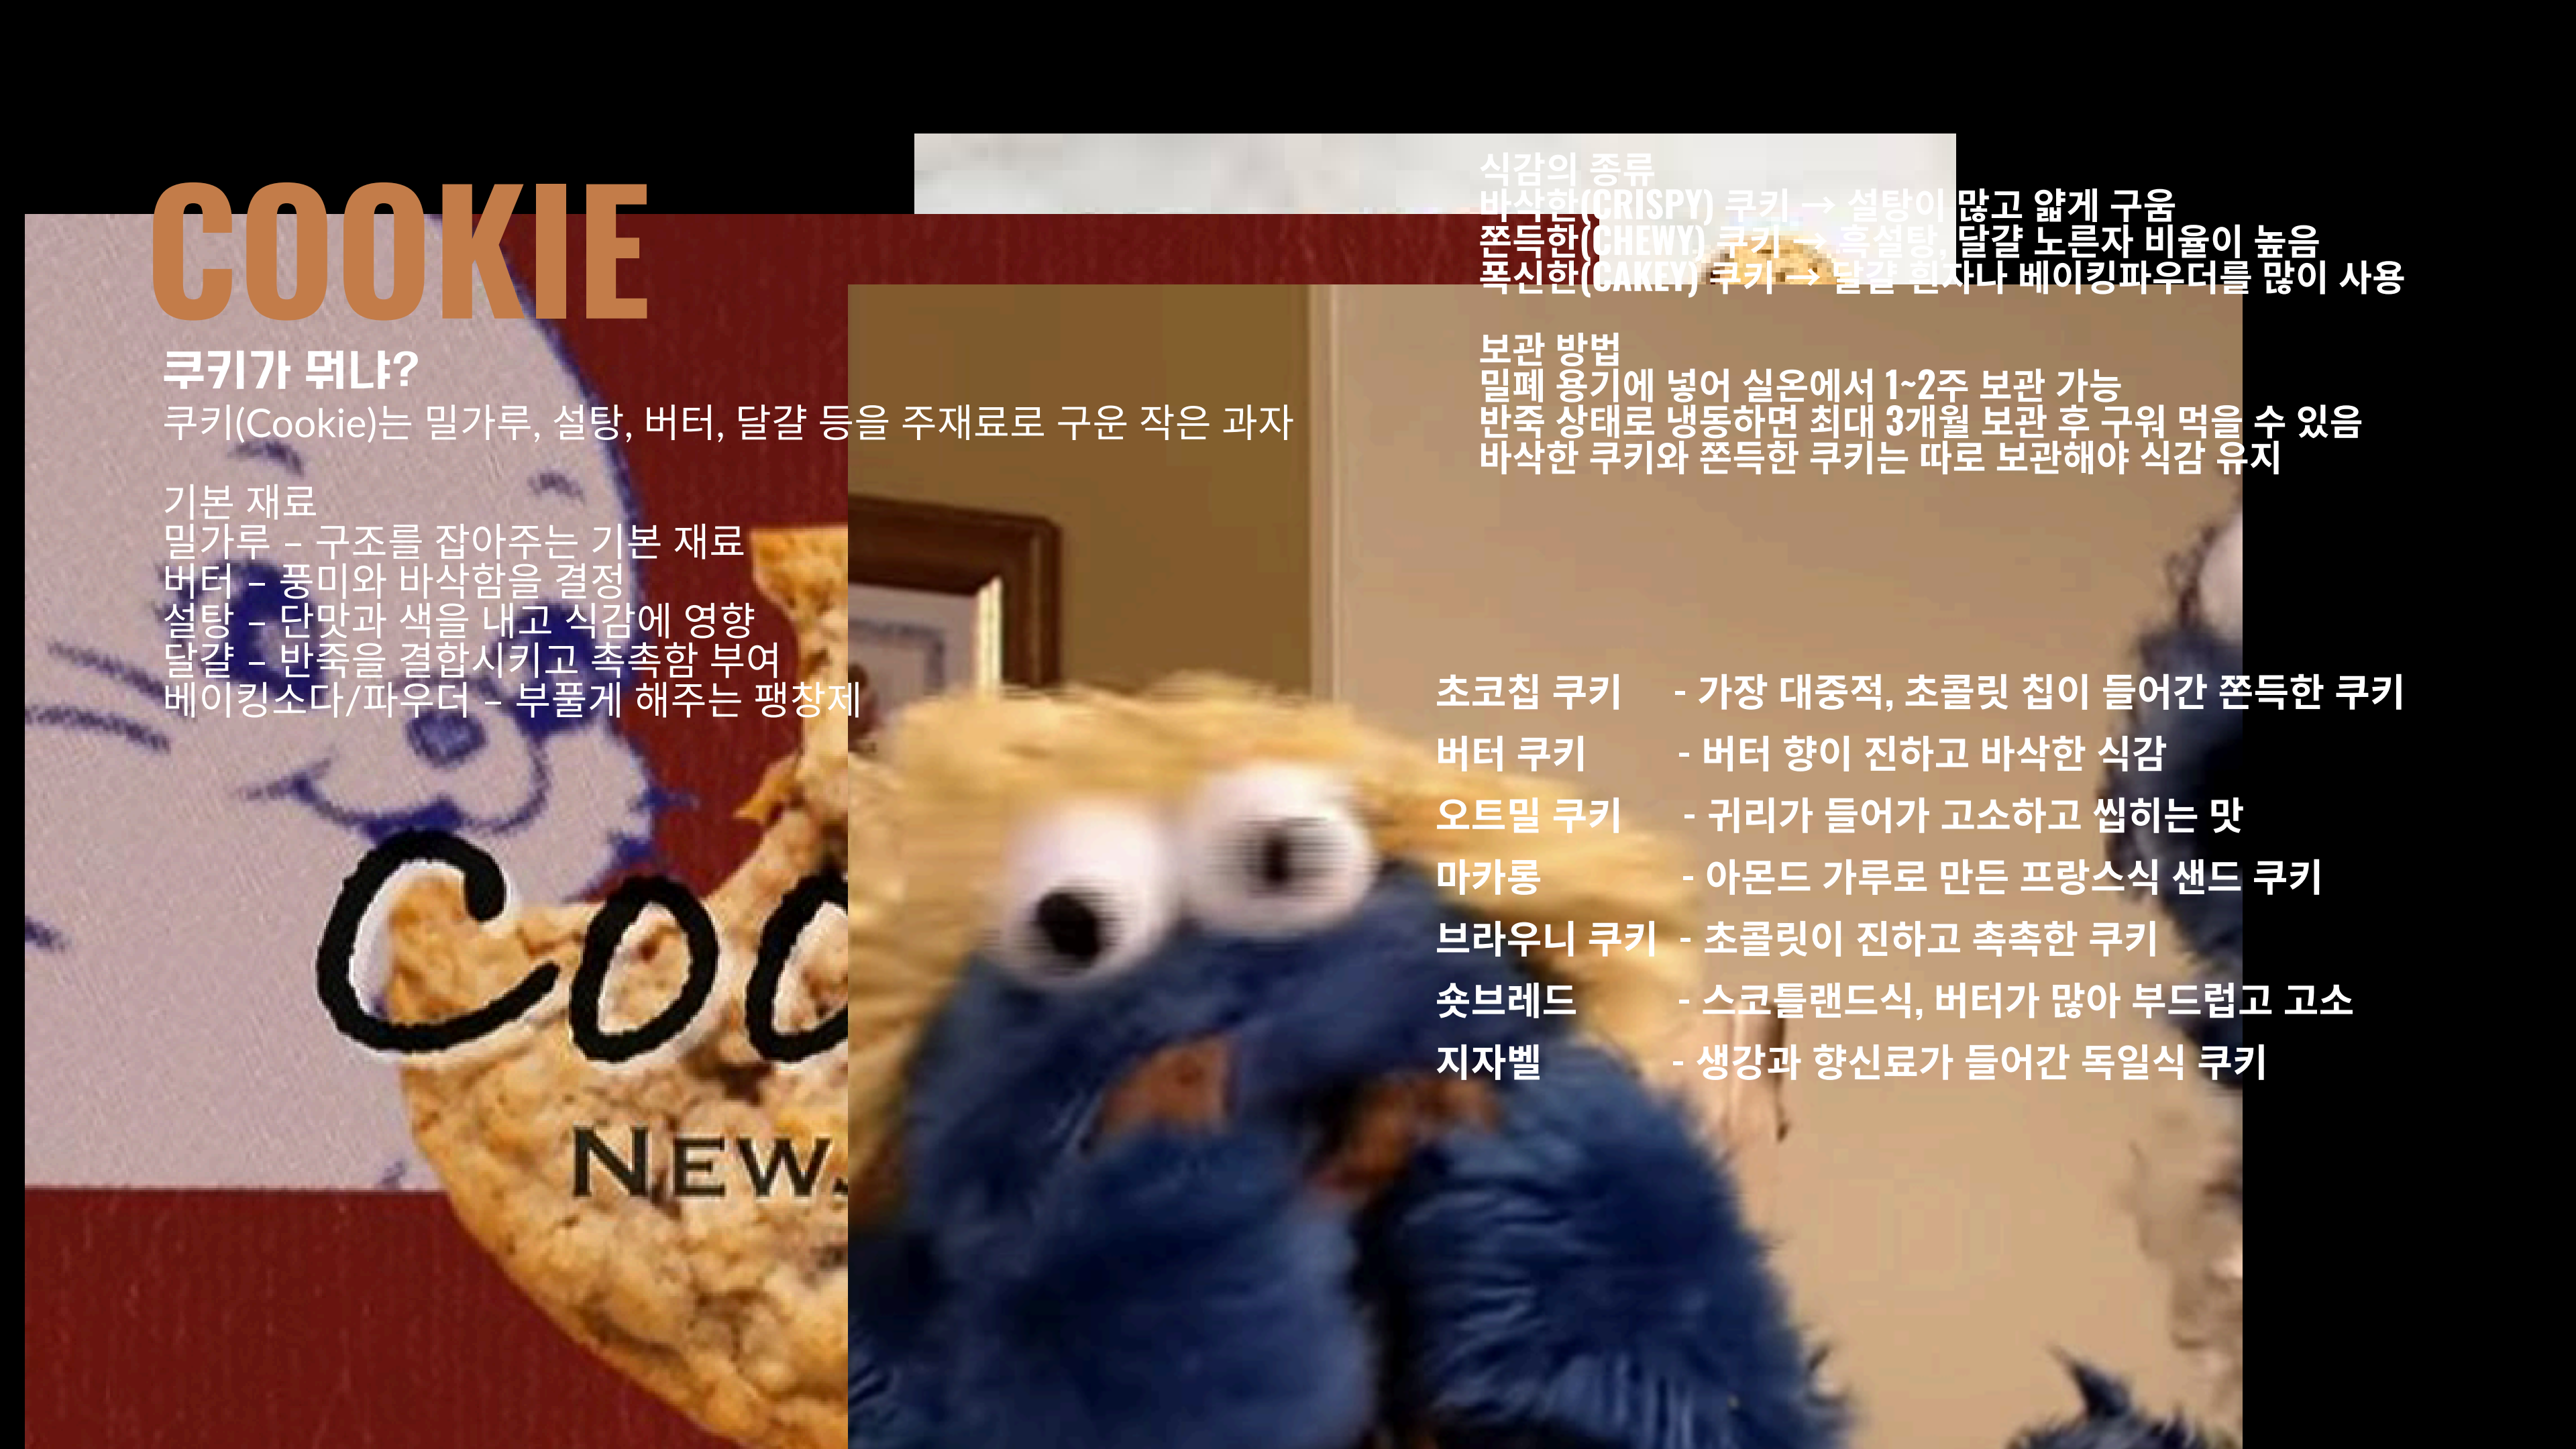 COOKIE
쿠키가 뭐냐?
쿠키(Cookie)는 밀가루, 설탕, 버터, 달걀 등을 주재료로 구운 작은 과자
기본 재료
밀가루 – 구조를 잡아주는 기본 재료
버터 – 풍미와 바삭함을 결정
설탕 – 단맛과 색을 내고 식감에 영향
달걀 – 반죽을 결합시키고 촉촉함 부여
베이킹소다/파우더 – 부풀게 해주는 팽창제
Coo
NEWS
식감의 종류
바삭한(CRISPY) 쿠키 → 설탕이 많고 얇게 구움
쫀득한(CHEWY) 쿠키 → 흑설탕, 달걀 노른자 비율이 높음
폭신한(CAKEY) 쿠키 → 달걀 흰자나 베이킹파우더를 많이 사용
보관 방법
밀폐 용기에 넣어 실온에서 1~2주 보관 가능
반죽 상태로 냉동하면 최대 3개월 보관 후 구워 먹을 수 있음
바삭한 쿠키와 쫀득한 쿠키는 따로 보관해야 식감 유지
초코칩 쿠키 - 가장 대중적, 초콜릿 칩이 들어간 쫀득한 쿠키
버터 쿠키 - 버터 향이 진하고 바삭한 식감
오트밀 쿠키 - 귀리가 들어가 고소하고 씹히는 맛
마카롱 - 아몬드 가루로 만든 프랑스식 샌드 쿠키
브라우니 쿠키 - 초콜릿이 진하고 촉촉한 쿠키
숏브레드 - 스코틀랜드식, 버터가 많아 부드럽고 고소
지자벨 - 생강과 향신료가 들어간 독일식 쿠키